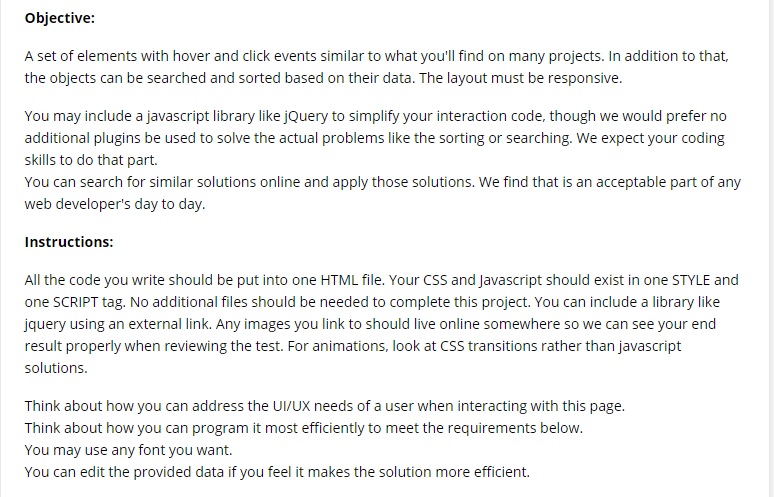 Objective:
A set of elements with hover and click events similar to what you'll find on many projects. In addition to that,
the objects can be searched and sorted based on their data. The layout must be responsive.
You may include a javascript library like jQuery to simplify your interaction code, though we would prefer no
additional plugins be used to solve the actual problems like the sorting or searching. We expect your coding
skills to do that part.
You can search for similar solutions online and apply those solutions. We find that is an acceptable part of any
web developer's day to day.
Instructions:
All the code you write should be put into one HTML file. Your CSS and Javascript should exist in one STYLE and
one SCRIPT tag. No additional files should be needed to complete this project. You can include a library like
jquery using an external link. Any images you link to should live online somewhere so we can see your end
result properly when reviewing the test. For animations, look at CSS transitions rather than javascript
solutions.
Think about how you can address the UI/UX needs of a user when interacting with this page.
Think about how you can program it most efficiently to meet the requirements below.
You may use any font you want.
You can edit the provided data if you feel it makes the solution more efficient.